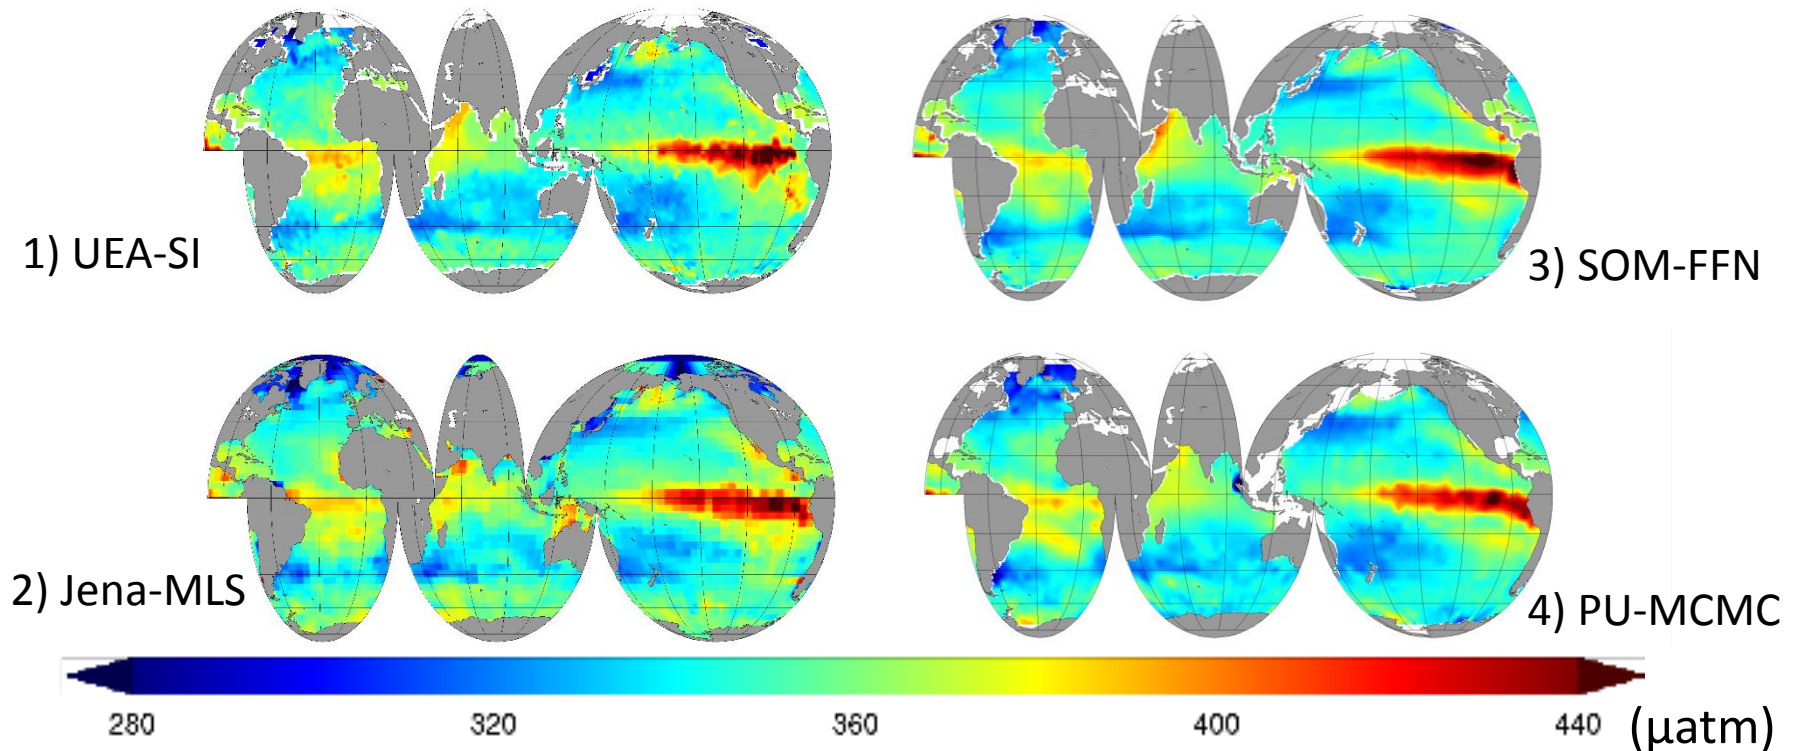 1) UEA-SI
3) SOM-FFN
2) Jena-MLS
4) PU-MCMC
280 320 360 400 440 (μatm)